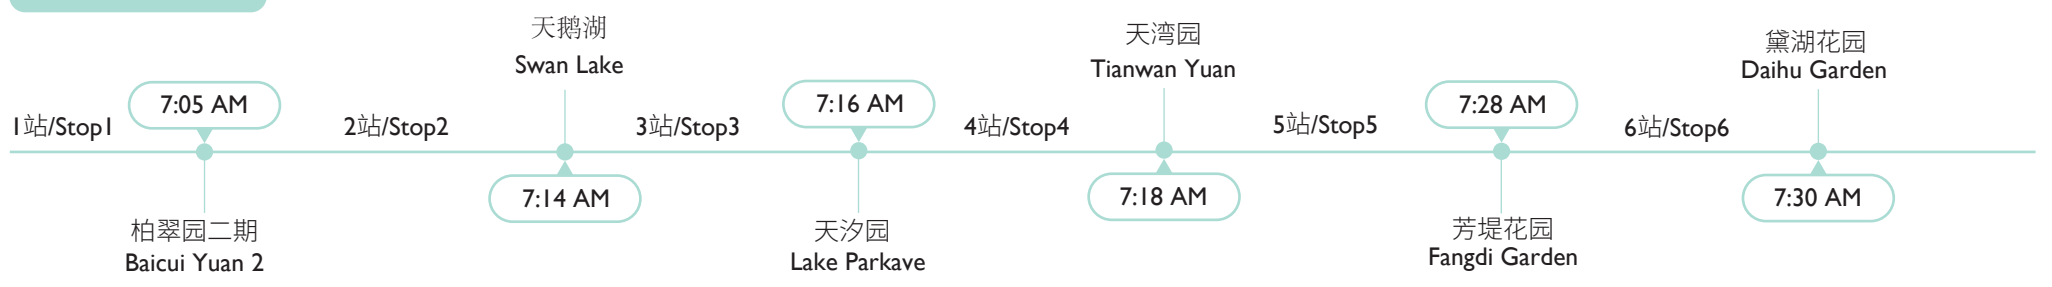 1站/Stop1
7:05 AM
柏翠园二期
Baicui Yuan 2
2站/Stop2
天鹅湖
Swan Lake
7:14 AM
3站/Stop3
7:16 AM
天汐园
Lake Parkave
4站/Stop4
天湾园
Tianwan Yuan
7:18 AM
5站/Stop5
7:28 AM
芳堤花园
Fangdi Garden
6站/Stop6
黛湖花园
Daihu Garden
7:30 AM